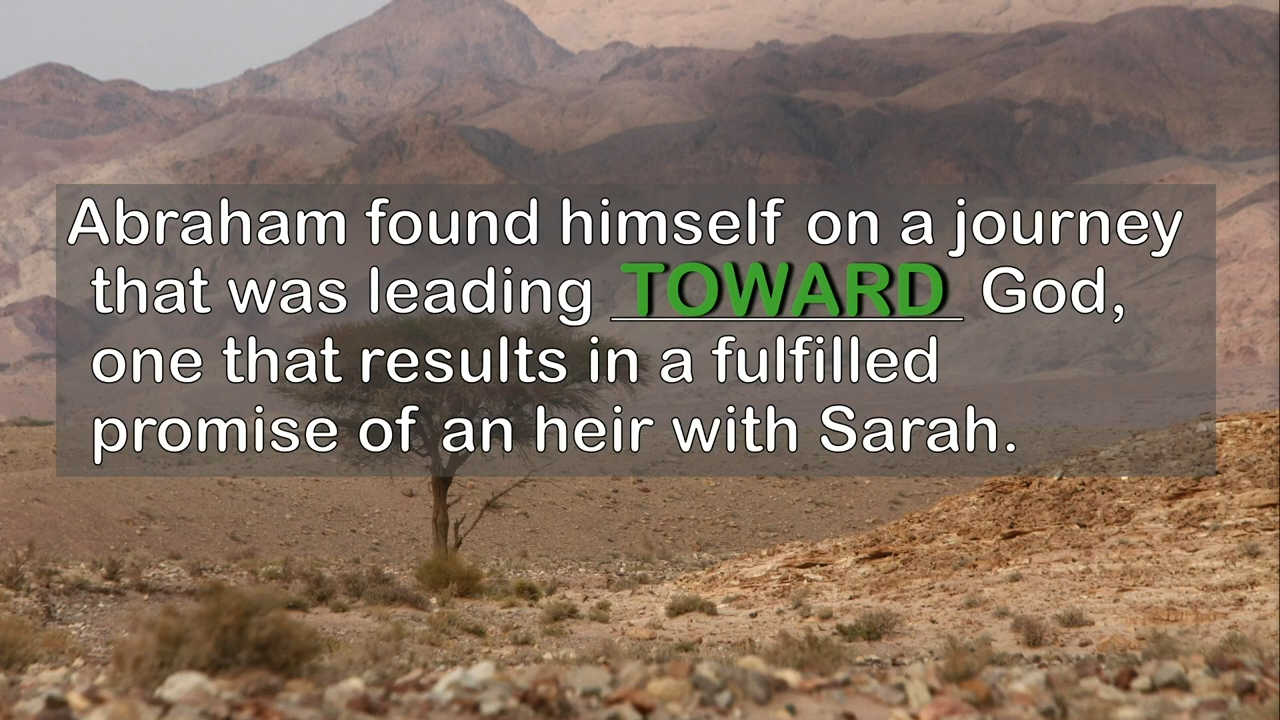 Abraham found himself on a journey
that was leading TOWARD God,
one that results in a fulfilled
promise of an heir with Sarah.